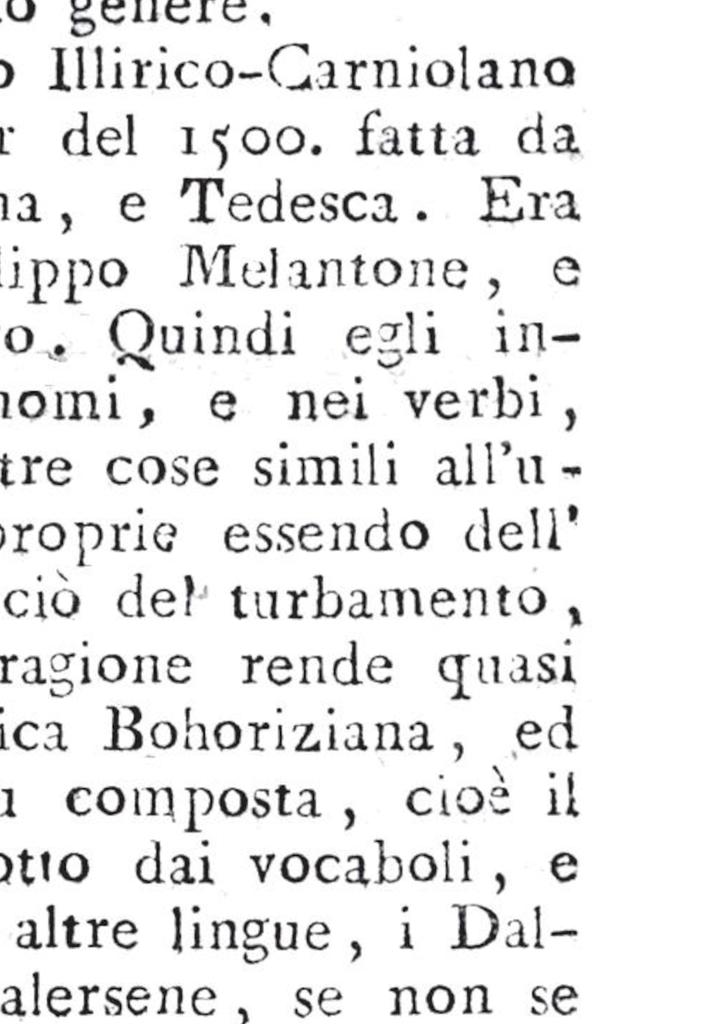 o genere.
o Illirico-Carniolano
r del 1500. fatta da
na, e Tedesca. Era
lippo Melantone, e
o. Quindi egli in-
nomi, e nei verbi,
tre cose simili all'u-
proprie essendo dell'
ciò del turbamento,
ragione rende quasi
ica Bohoriziana, ed
composta, cioè il
otto dai vocaboli, e
altre lingue, i Dal-
alersene, se non se